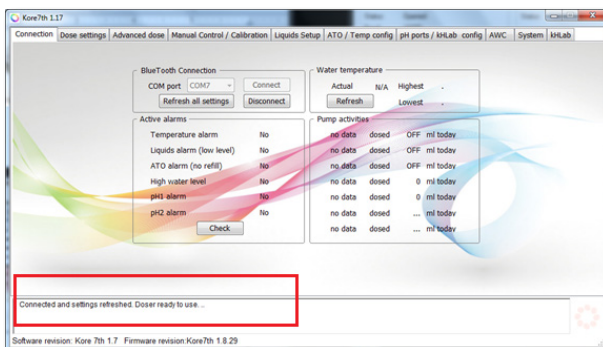 Kore7th 1.17
Connection Dose settings Advanced dose Manual Control / Calibration Liquids Setup ATO / Temp config pH ports / kHLab config AWC System kHLab
BlueTooth Connection
COM port COM7 Connect
Refresh all settings Disconnect
Water temperature
Actual N/A Highest .
Refresh Lowest .
Active alarms
Temperature alarm No
Liquids alarm (low level) No
ATO alarm (no refill) No
High water level No
pH1 alarm No
pH2 alarm No
Check
Pump activities
no data dosed OFF ml today
no data dosed OFF ml today
no data dosed OFF ml today
no data dosed 0 ml today
no data dosed 0 ml today
no data dosed ... ml today
no data dosed ... ml today
Connected and settings refreshed. Doser ready to use. ..
Software revision: Kore 7th 1.7 Firmware revision:Kore7th 1.8.29